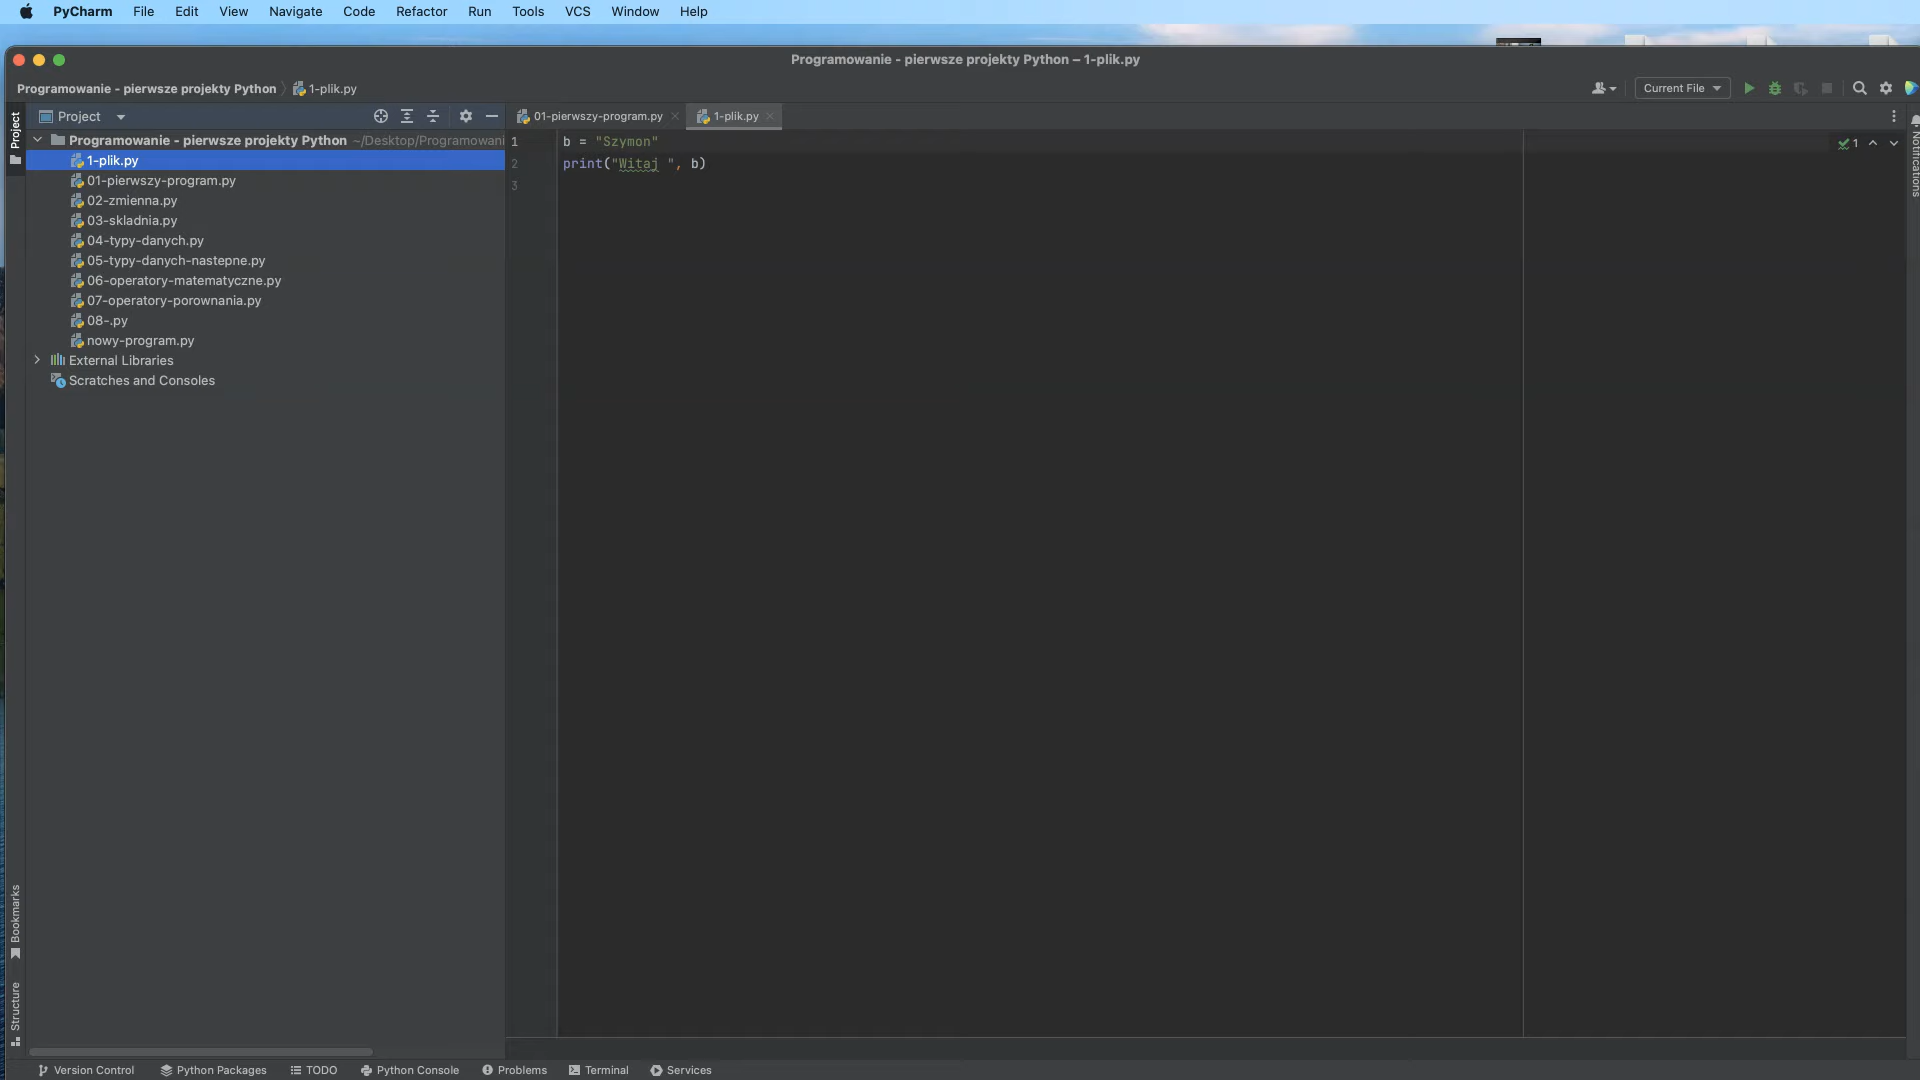 PyCharm File Edit View Navigate Code Refactor Run Tools VCS Window Help
Programowanie - pierwsze projekty Python – 1-plik.py
Programowanie - pierwsze projekty Python 1-plik.py
Current File
Project
Project
01-pierwszy-program.py
1-plik.py
Programowanie - pierwsze projekty Python ~/Desktop/Programowani
1-plik.py
01-pierwszy-program.py
02-zmienna.py
03-skladnia.py
04-typy-danych.py
05-typy-danych-nastepne.py
06-operatory-matematyczne.py
07-operatory-porownania.py
08-.py
nowy-program.py
External Libraries
Scratches and Consoles
1 b = "Szymon"
2 print("Witaj ", b)
3
1
Notifications
Bookmarks
Structure
Version Control Python Packages TODO Python Console Problems Terminal Services